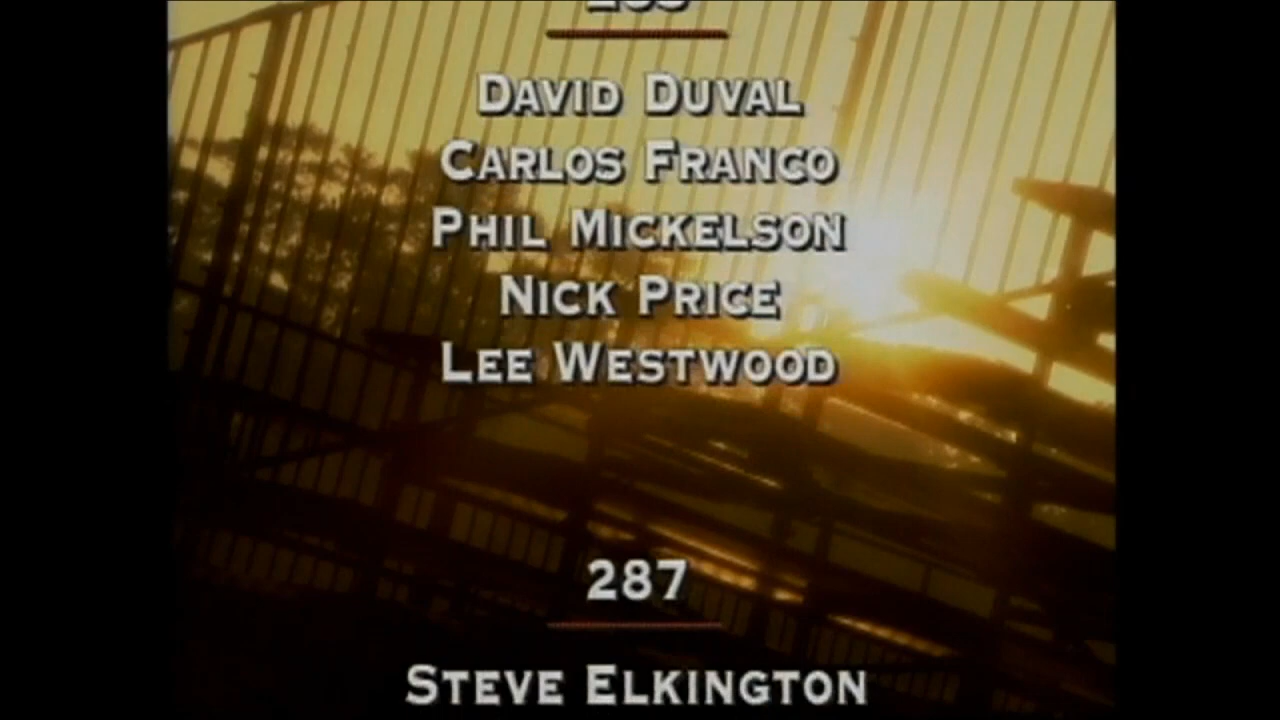 David Duval
Carlos Franco
Phil Mickelson
Nick Price
Lee Westwood
287
Steve Elkington